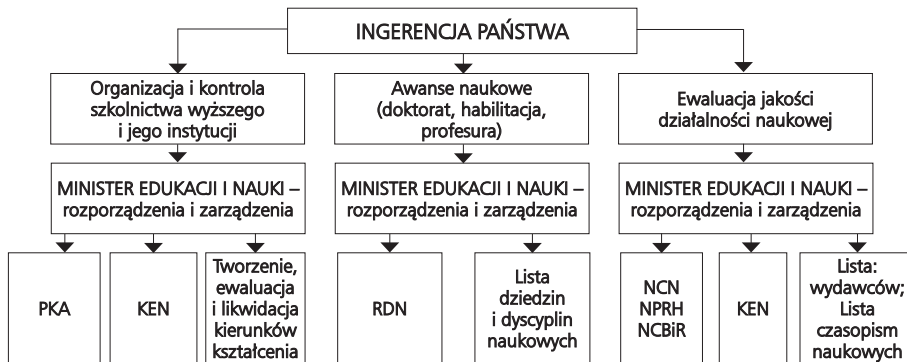 INGERENCJA PAŃSTWA
Organizacja i kontrola
szkolnictwa wyższego
i jego instytucji
Awanse naukowe
(doktorat, habilitacja,
profesura)
Ewaluacja jakości
działalności naukowej
MINISTER EDUKACJI I NAUKI –
rozporządzenia i zarządzenia
MINISTER EDUKACJI I NAUKI –
rozporządzenia i zarządzenia
MINISTER EDUKACJI I NAUKI –
rozporządzenia i zarządzenia
PKA
KEN
Tworzenie,
ewaluacja
i likwidacja
kierunków
kształcenia
RDN
Lista
dziedzin
i dyscyplin
naukowych
NCN
NPRH
NCBiR
KEN
Lista:
wydawców;
Lista
czasopism
naukowych